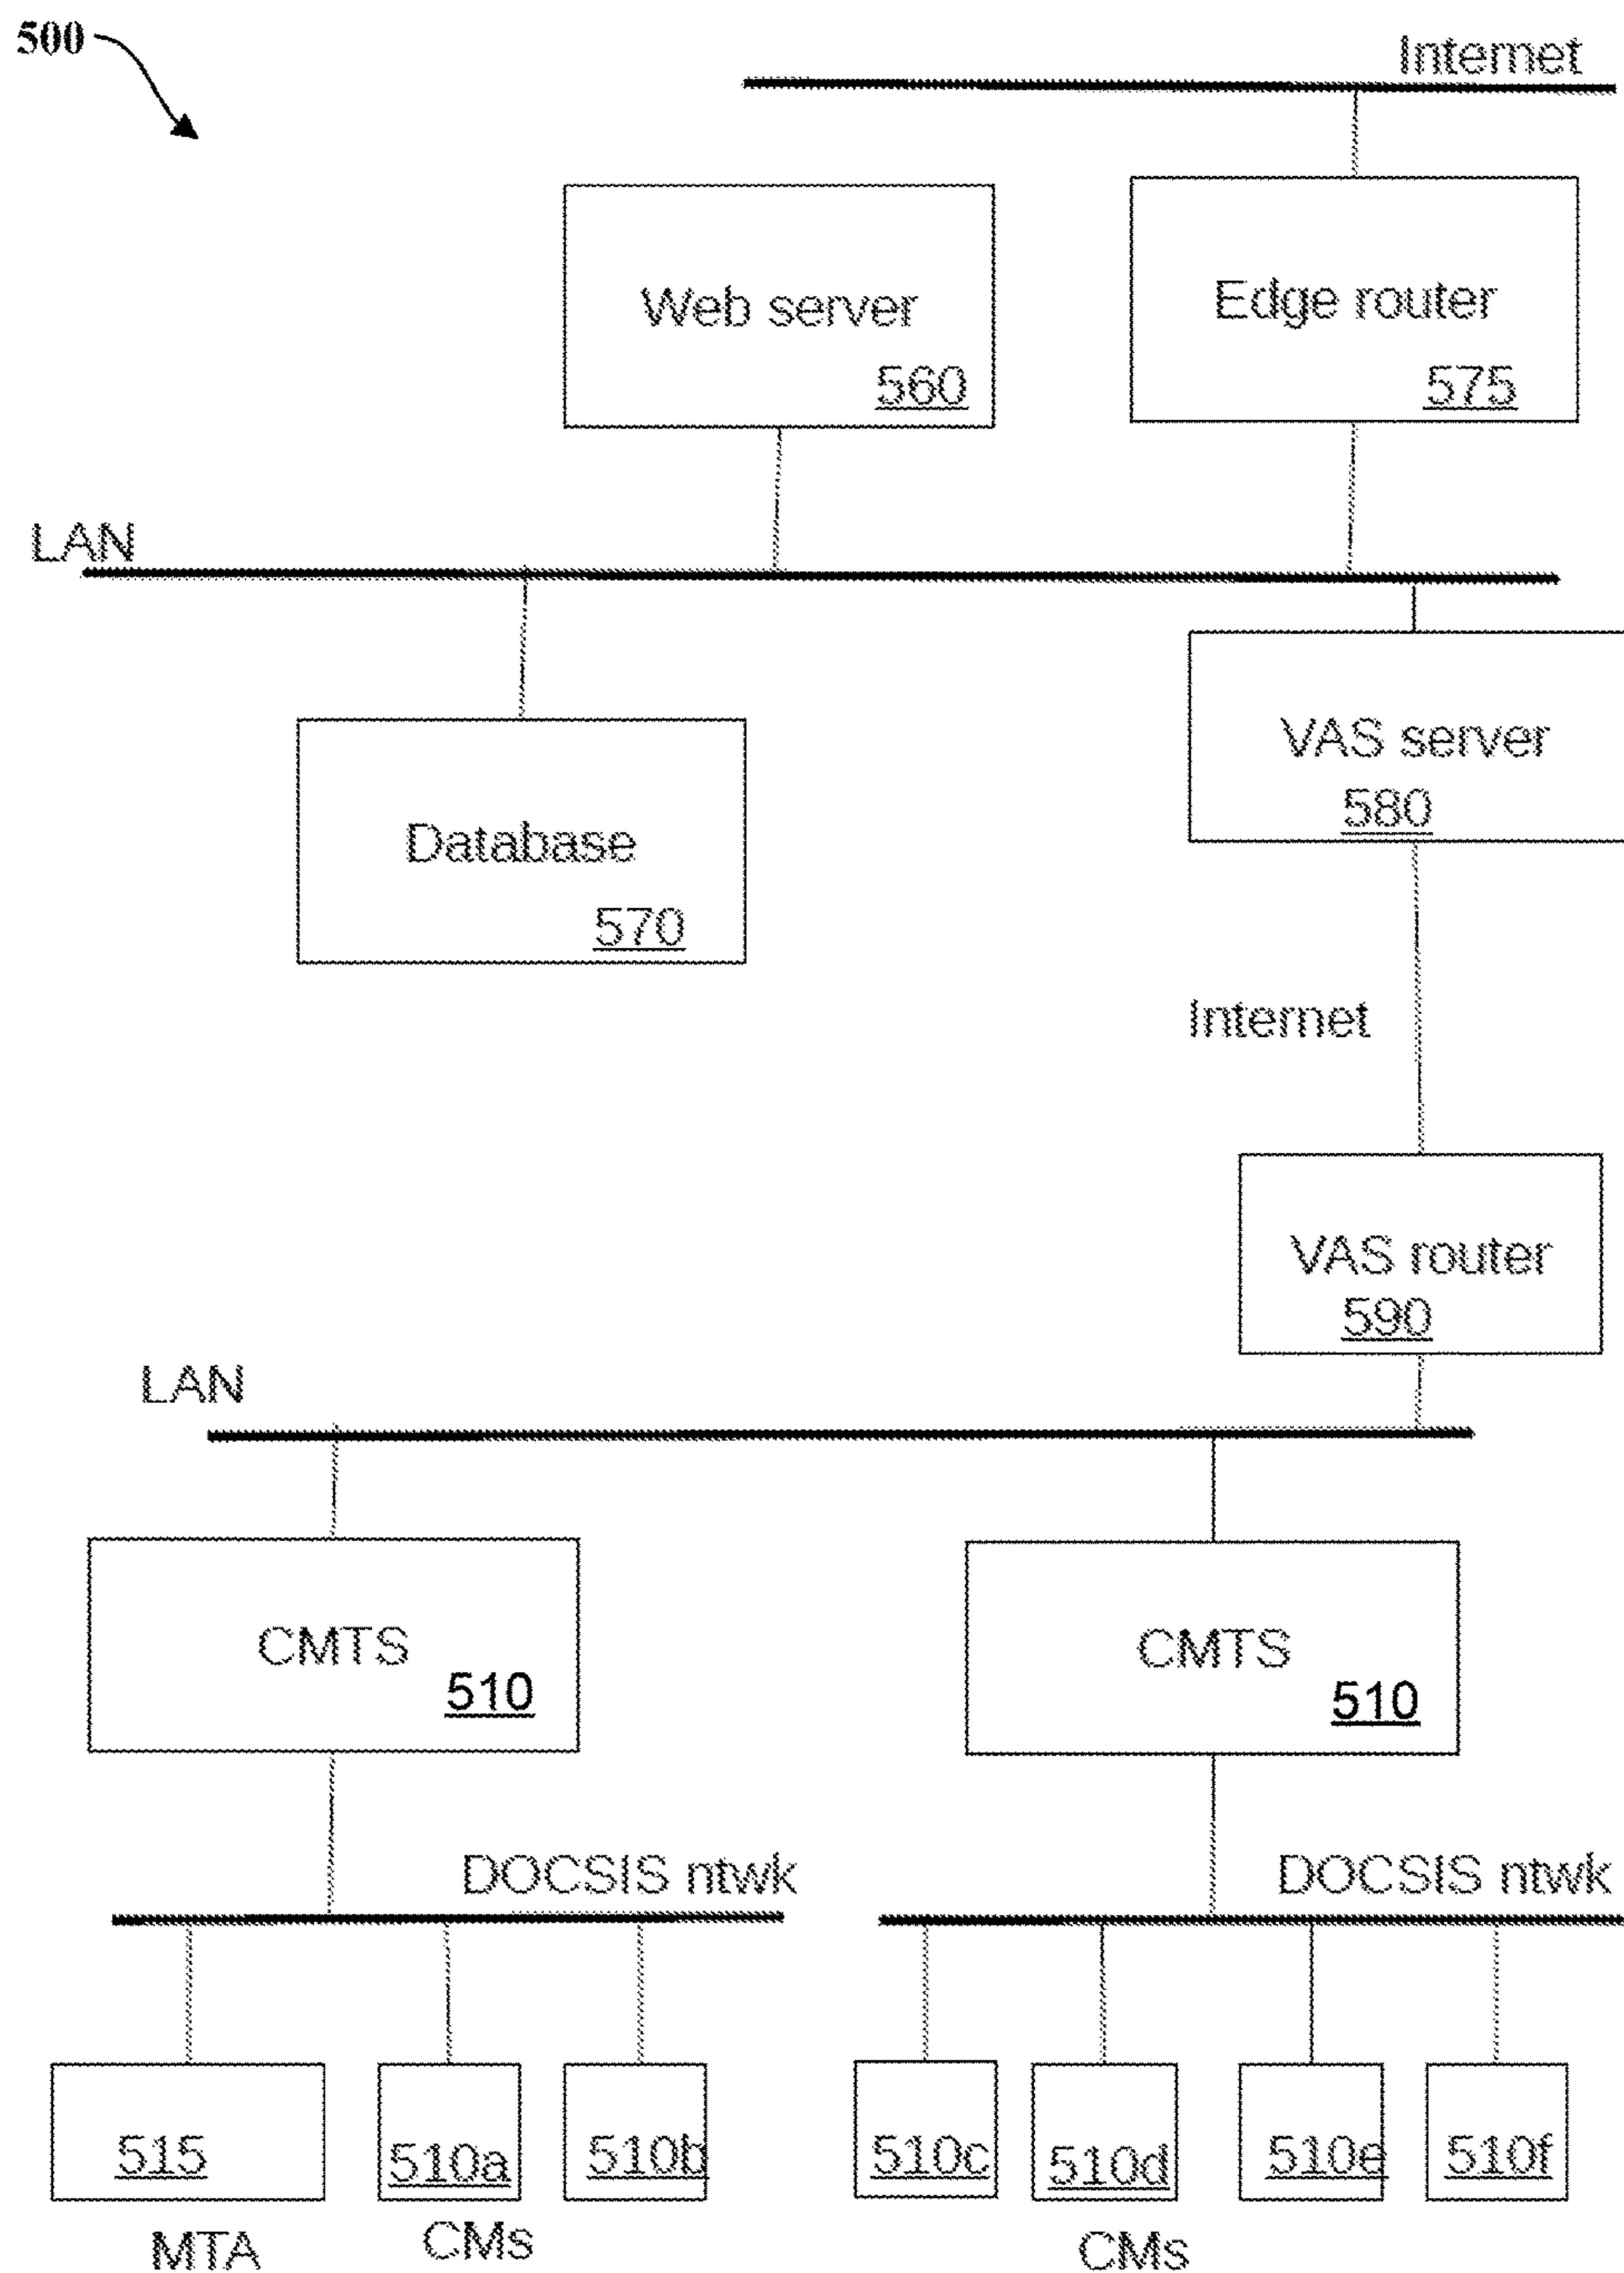 500
Internet
Web server
560
Edge router
575
LAN
VAS server
580
Database
570
Internet
VAS router
590
LAN
CMTS
510
CMTS
510
DOCSIS ntwk
DOCSIS ntwk
515
510a
510b
510c
510d
510e
510f
MTA
CMs
CMs